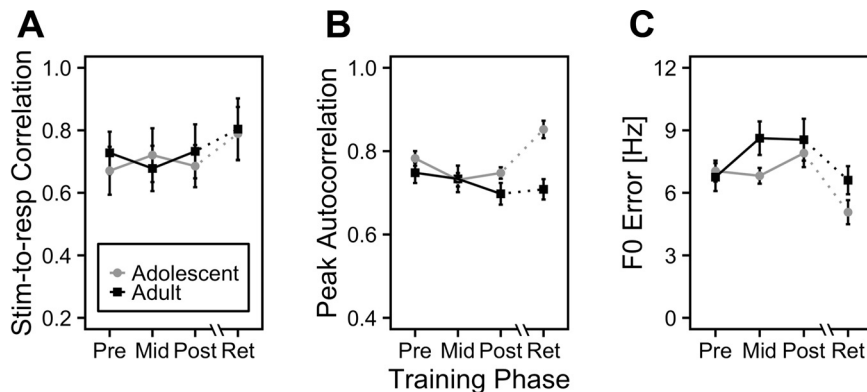 A
B
C
Stim-to-resp Correlation
1.0
0.8
0.6
0.4
0.2
Adolescent
Adult
Pre Mid Post Ret
Peak Autocorrelation
1.0
0.8
0.6
0.4
Pre Mid Post Ret
Training Phase
F0 Error [Hz]
12
9
6
3
0
Pre Mid Post Ret